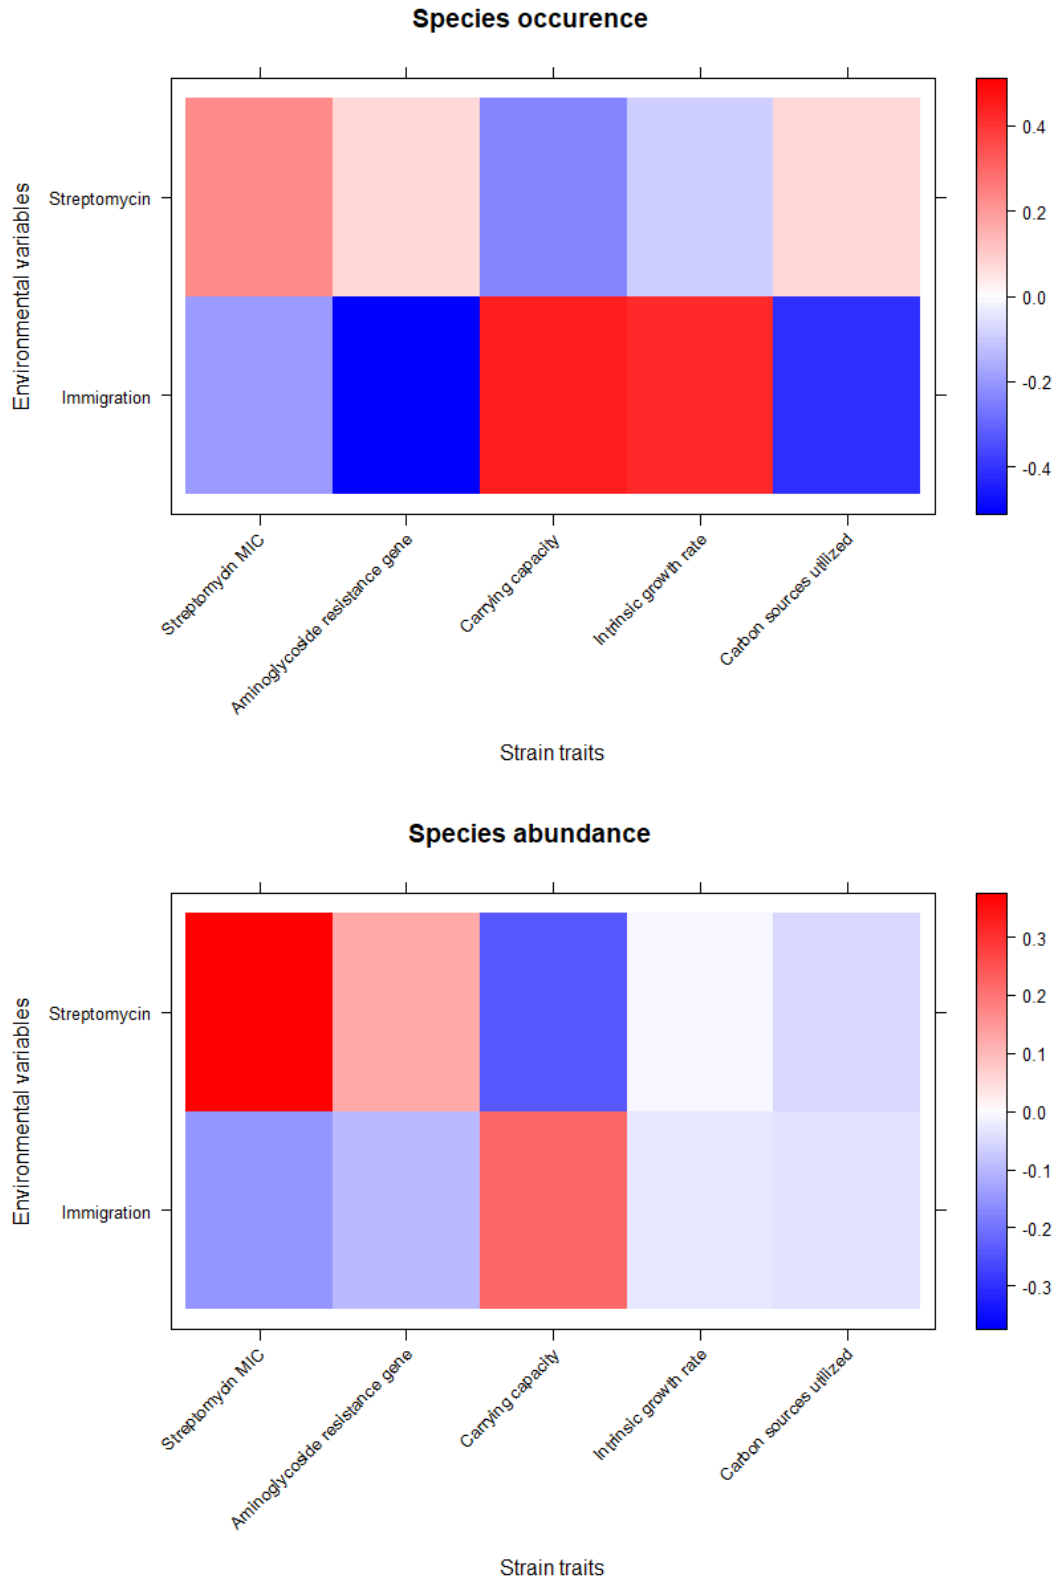 Species occurence
Environmental variables
Streptomycin
Immigration
0.4
0.2
0.0
-0.2
-0.4
Streptomycin MIC
Aminoglycoside resistance gene
Carrying capacity
Intrinsic growth rate
Carbon sources utilized
Strain traits
Species abundance
Environmental variables
Streptomycin
Immigration
0.3
0.2
0.1
0.0
-0.1
-0.2
-0.3
Streptomycin MIC
Aminoglycoside resistance gene
Carrying capacity
Intrinsic growth rate
Carbon sources utilized
Strain traits